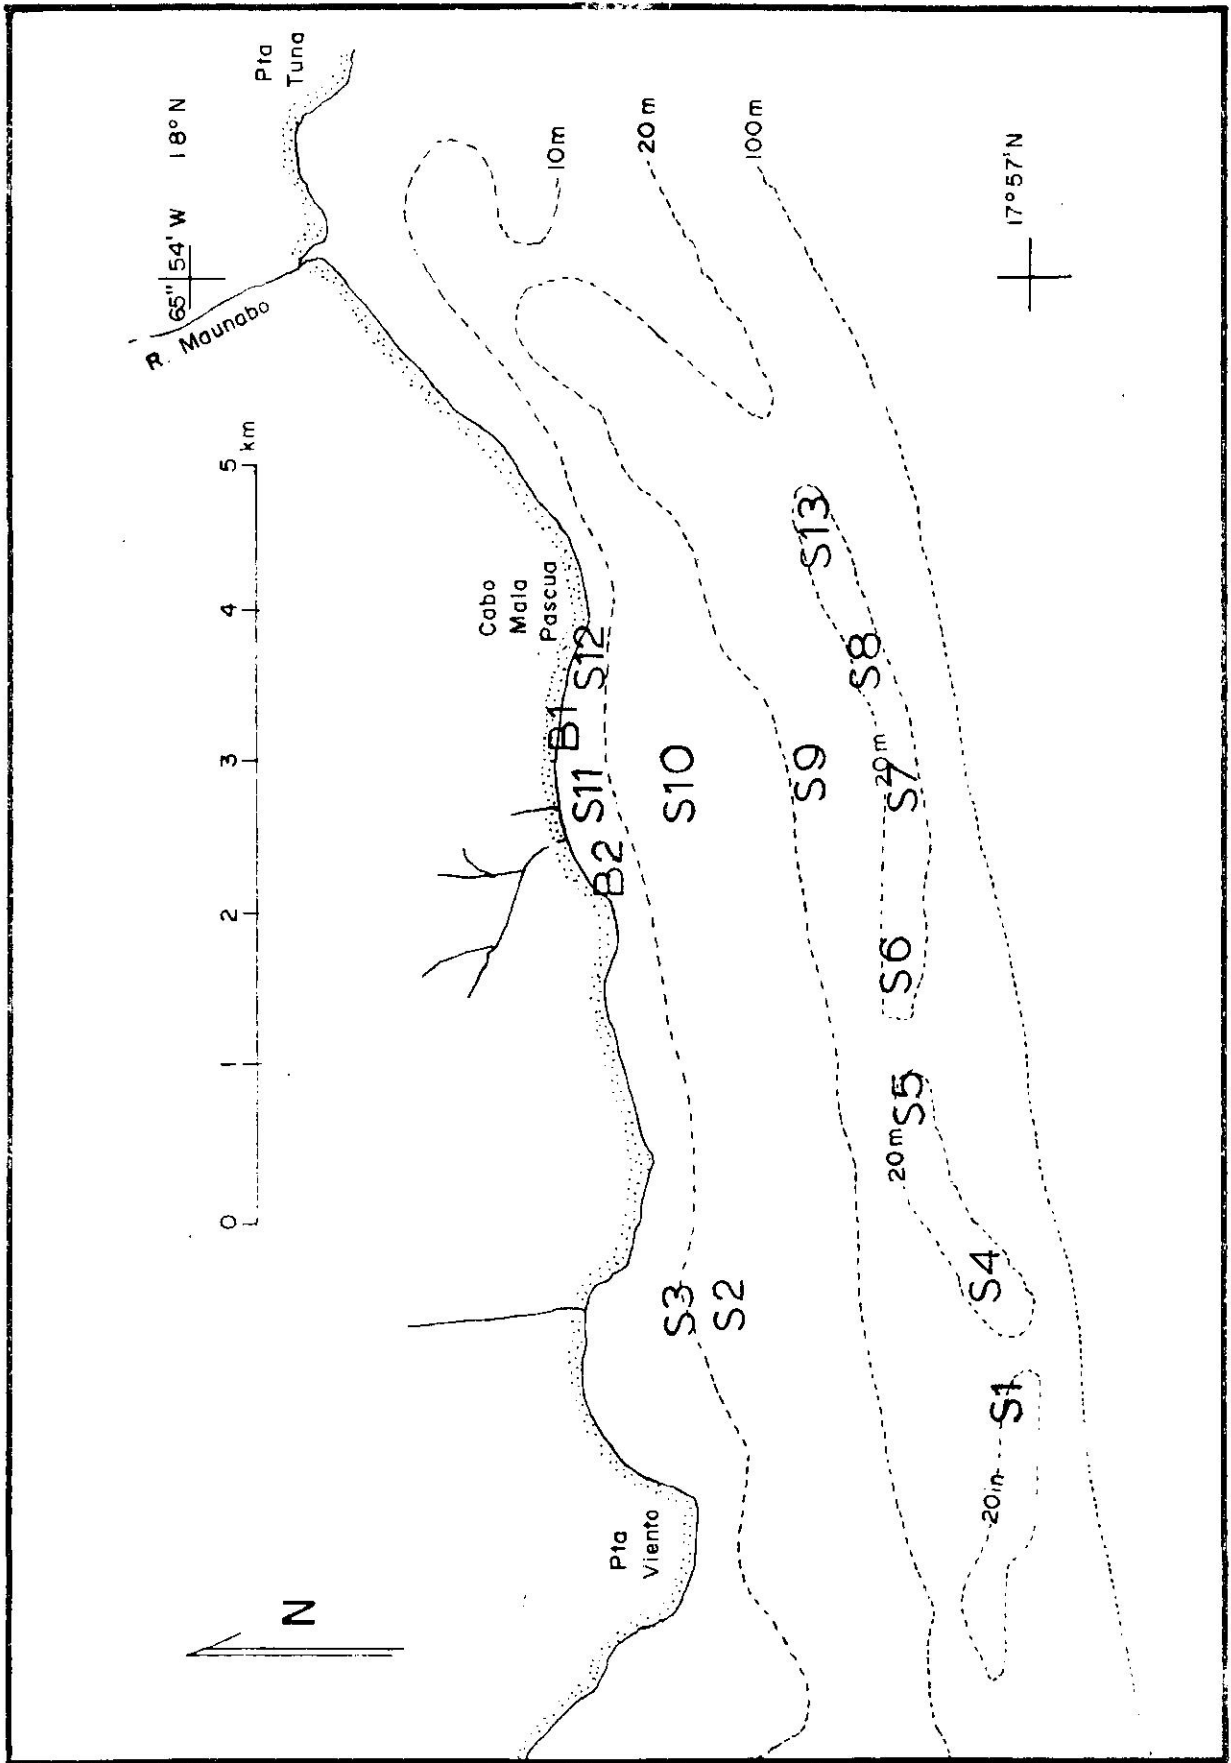 65" 54' W 18° N
Pta
Tuna
R. Maunabo
0 1 2 3 4 5
km
N
Cabo
Mala
Pascua
B1
S12
S11
B2
10m
20 m
100m
S10
S3
S2
Pta
Viento
S9
S13
S8
20m
S7
S6
20m
S5
S4
S1
20in
17° 57' N